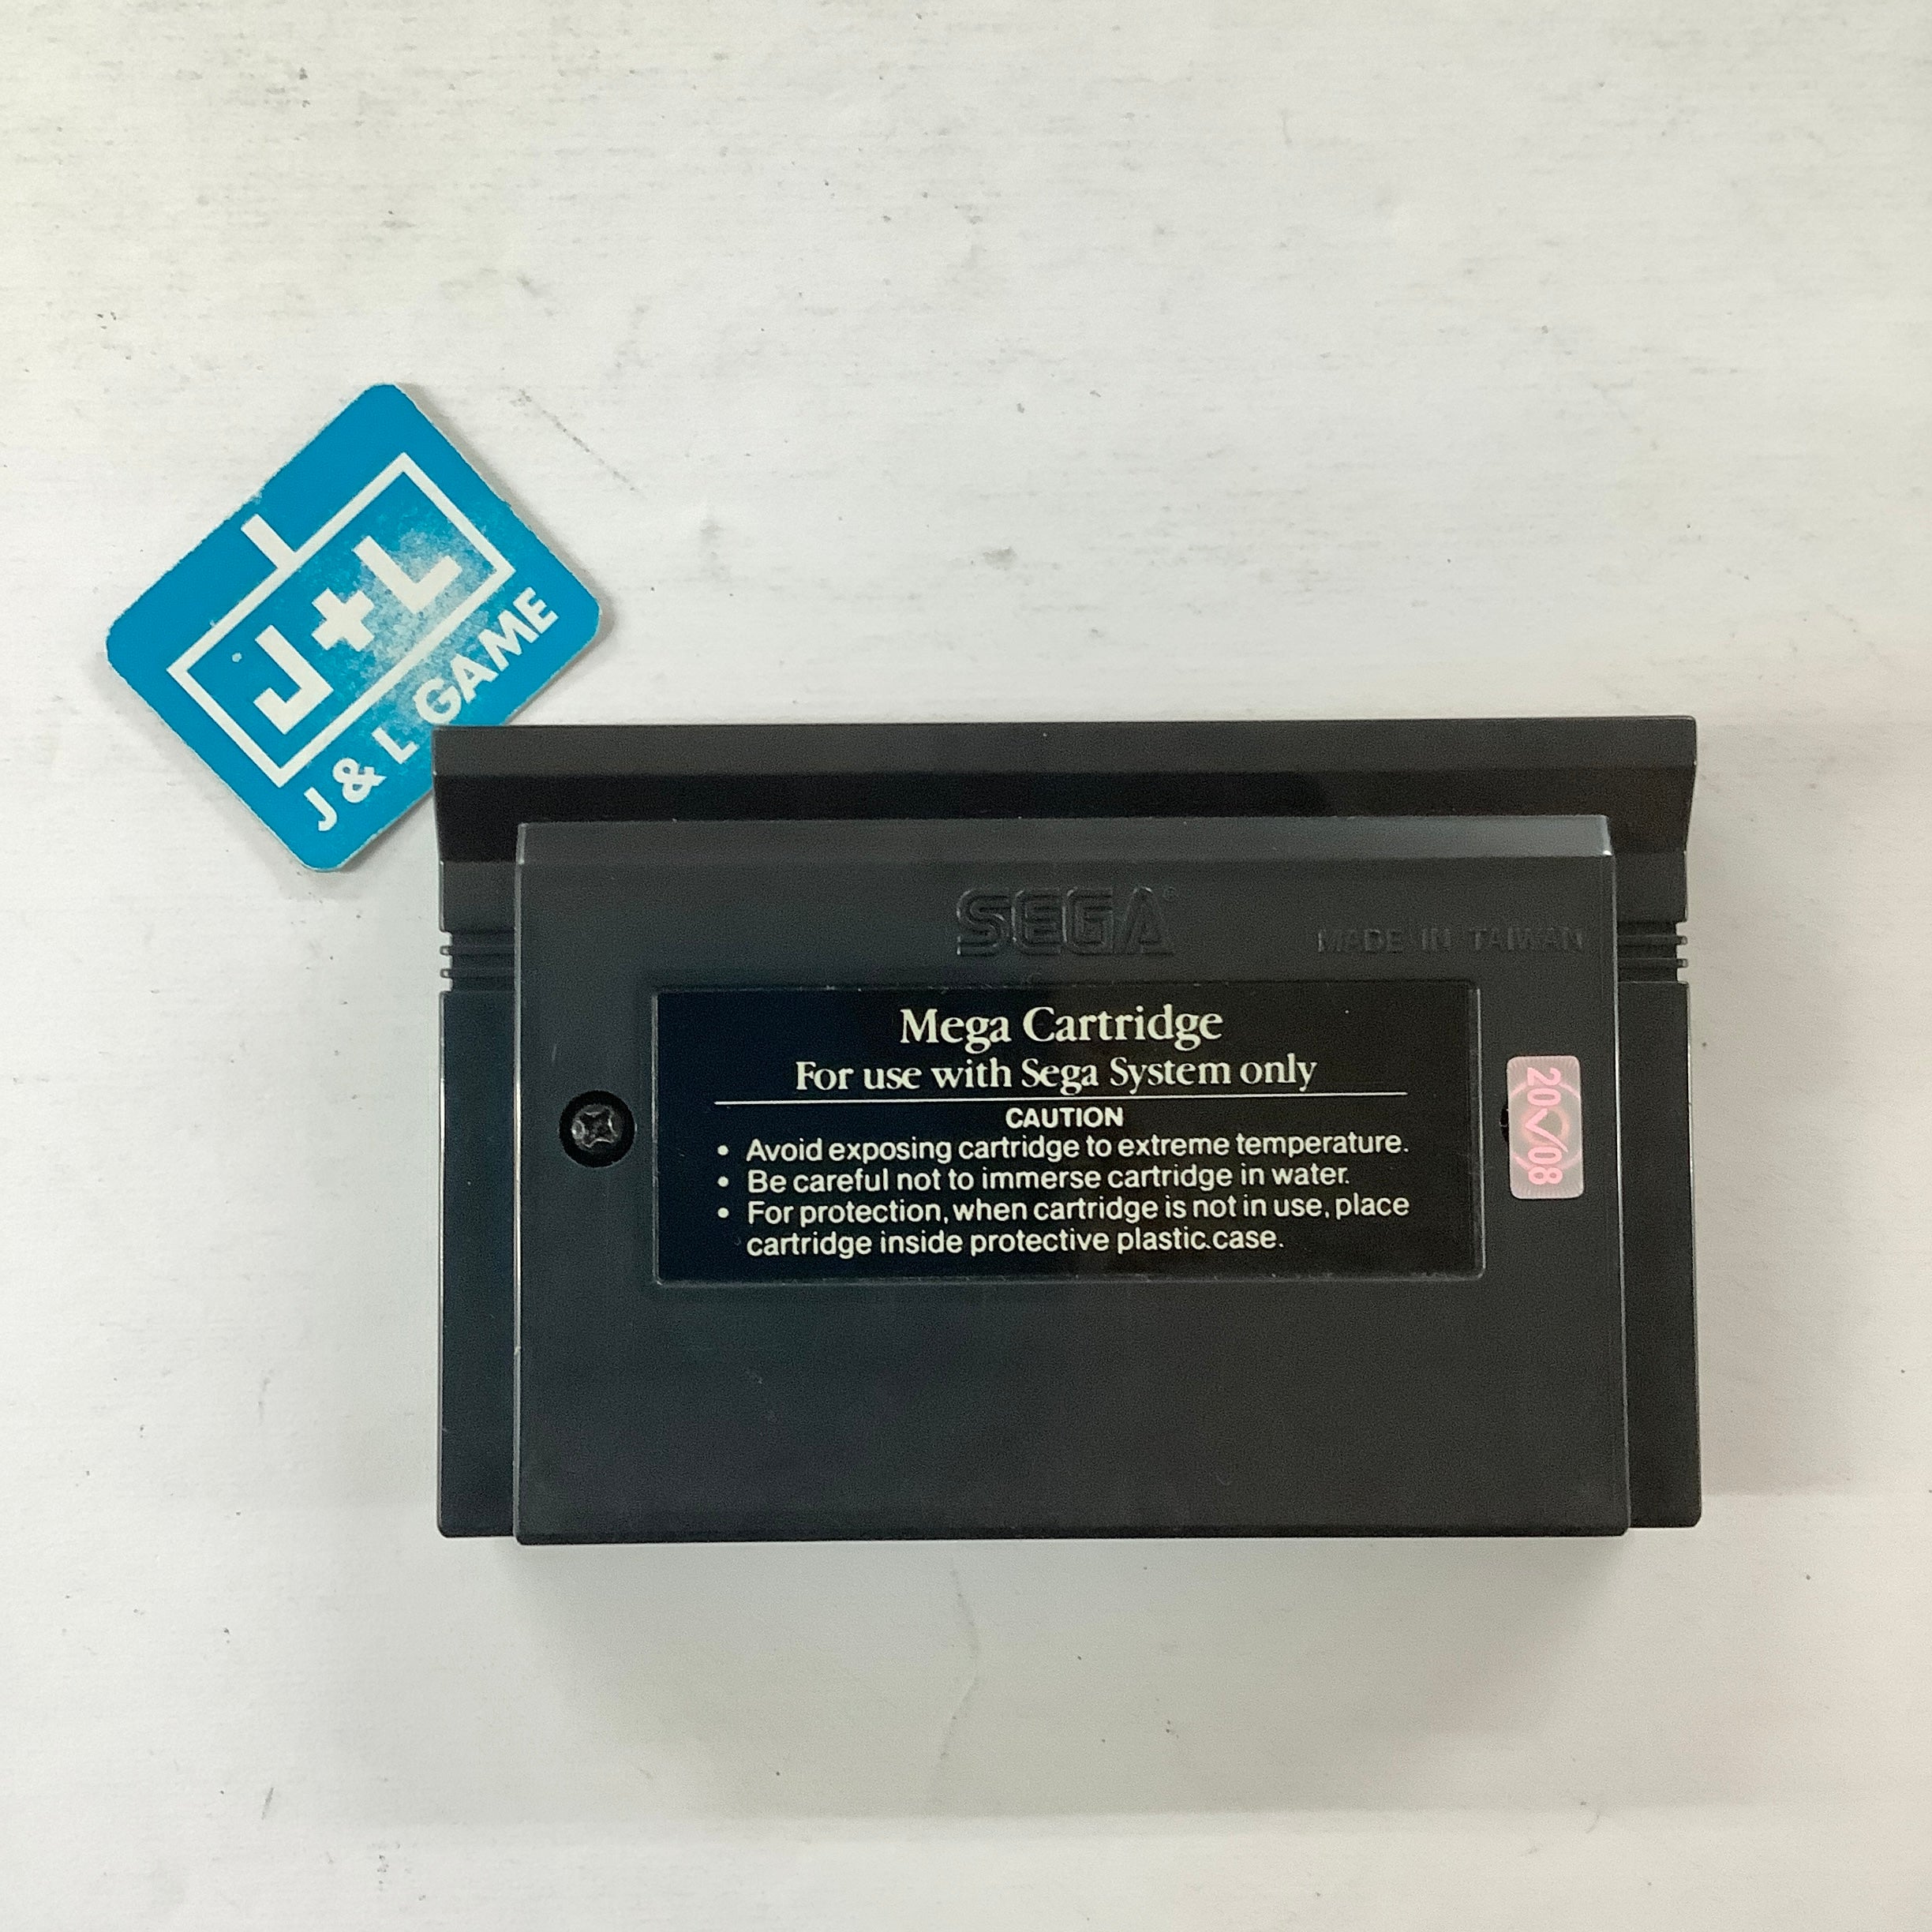 J+L
J & L GAME
SEGA®
MADE IN TAIWAN
Mega Cartridge
For use with Sega System only
CAUTION
• Avoid exposing cartridge to extreme temperature.
• Be careful not to immerse cartridge in water.
• For protection, when cartridge is not in use, place
cartridge inside protective plastic case.
20√08